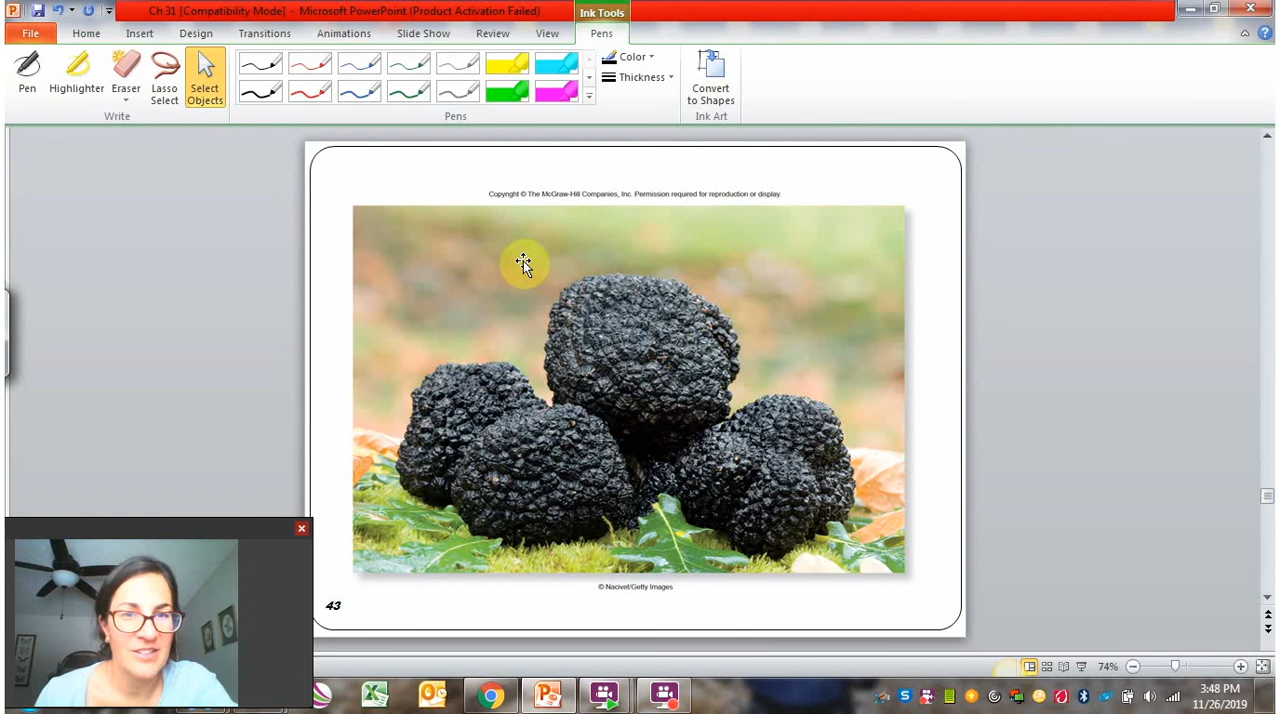 Ch 31 [Compatibility Mode] - Microsoft PowerPoint (Product Activation Failed)
Ink Tools
File
Home
Insert
Design
Transitions
Animations
Slide Show
Review
View
Pens
Pen
Highlighter
Eraser
Lasso
Select
Select
Objects
Color
Thickness
Convert
to Shapes
Write
Pens
Ink Art
Copyright © The McGraw-Hill Companies, Inc. Permission required for reproduction or display.
© Nacivet/Getty Images
43
74%
3:48 PM
11/26/2019